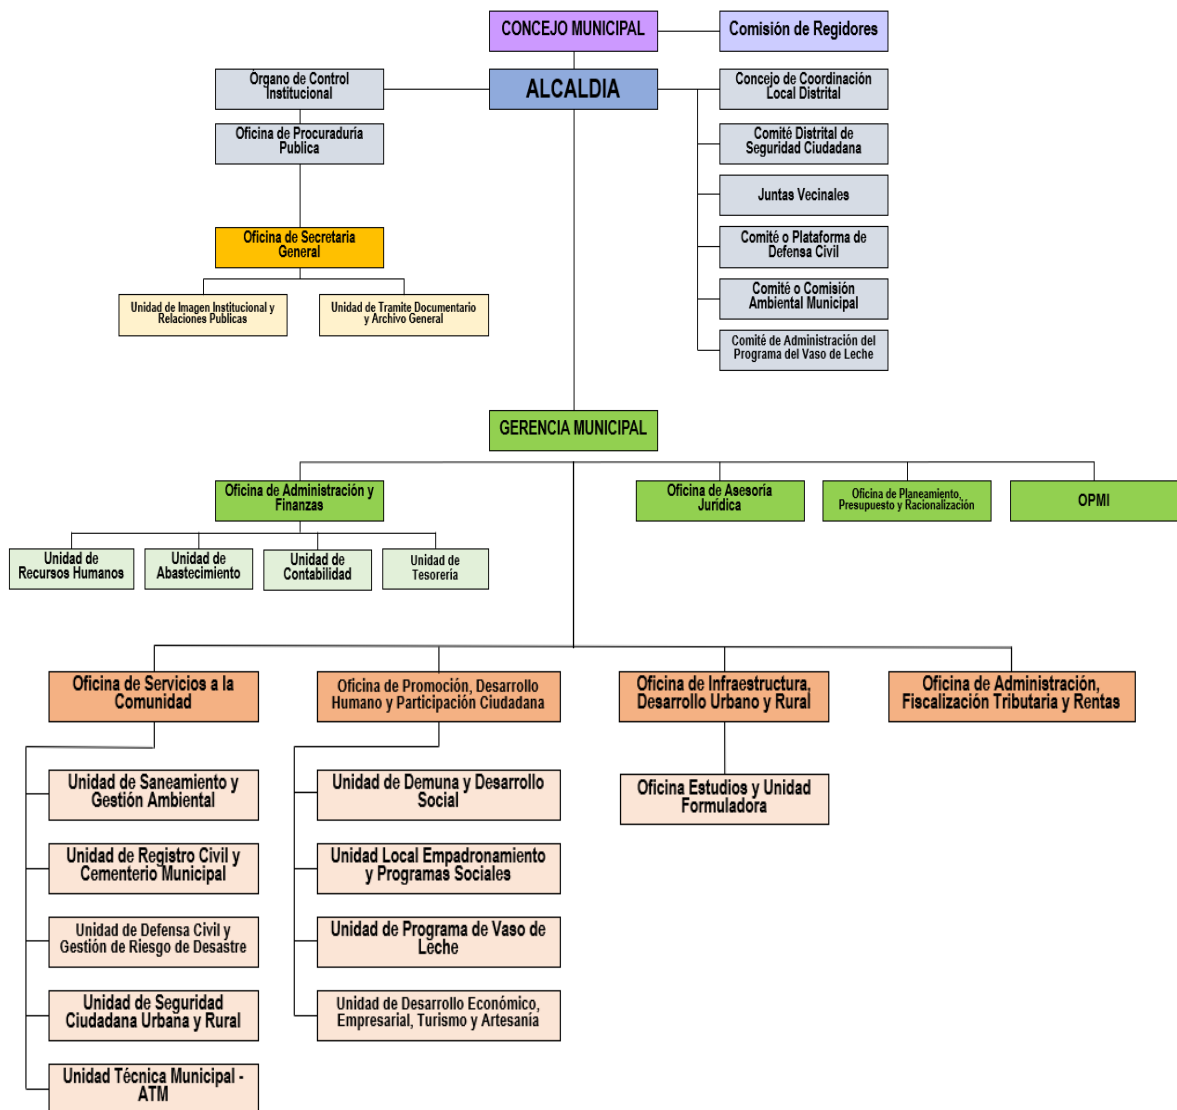 CONCEJO MUNICIPAL
Comisión de Regidores
Órgano de Control
Institucional
ALCALDIA
Concejo de Coordinación
Local Distrital
Oficina de Procuraduría
Publica
Comité Distrital de
Seguridad Ciudadana
Juntas Vecinales
Oficina de Secretaria
General
Comité o Plataforma de
Defensa Civil
Unidad de Imagen Institucional y
Relaciones Publicas
Unidad de Tramite Documentario
y Archivo General
Comité o Comisión
Ambiental Municipal
Comité de Administración del
Programa del Vaso de Leche
GERENCIA MUNICIPAL
Oficina de Administración y
Finanzas
Oficina de Asesoría
Jurídica
Oficina de Planeamiento,
Presupuesto y Racionalización
OPMI
Unidad de
Recursos Humanos
Unidad de
Abastecimiento
Unidad de
Contabilidad
Unidad de
Tesorería
Oficina de Servicios a la
Comunidad
Oficina de Promoción, Desarrollo
Humano y Participación Ciudadana
Oficina de Infraestructura,
Desarrollo Urbano y Rural
Oficina de Administración,
Fiscalización Tributaria y Rentas
Unidad de Saneamiento y
Gestión Ambiental
Unidad de Demuna y Desarrollo
Social
Oficina Estudios y Unidad
Formuladora
Unidad de Registro Civil y
Cementerio Municipal
Unidad Local Empadronamiento
y Programas Sociales
Unidad de Defensa Civil y
Gestión de Riesgo de Desastre
Unidad de Programa de Vaso de
Leche
Unidad de Seguridad
Ciudadana Urbana y Rural
Unidad de Desarrollo Económico,
Empresarial, Turismo y Artesanía
Unidad Técnica Municipal -
ATM